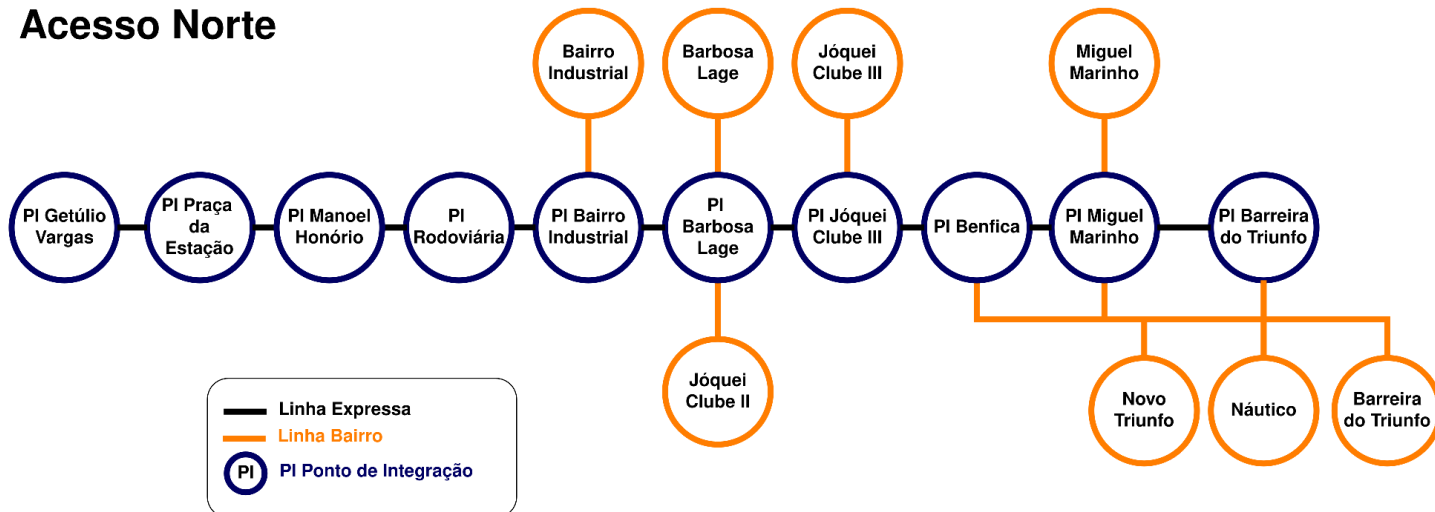 Acesso Norte
Bairro
Industrial
Barbosa
Lage
Jóquei
Clube III
Miguel
Marinho
PI Getúlio
Vargas
PI Praça
da
Estação
PI Manoel
Honório
PI
Rodoviária
PI Bairro
Industrial
PI
Barbosa
Lage
PI Jóquei
Clube III
PI Benfica
PI Miguel
Marinho
PI Barreira
do Triunfo
Jóquei
Clube II
Novo
Triunfo
Náutico
Barreira
do Triunfo
Linha Expressa
Linha Bairro
PI
PI Ponto de Integração